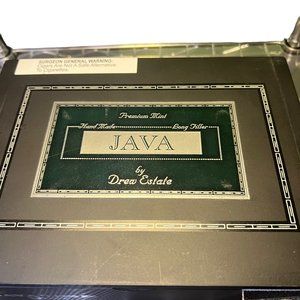 SURGEON GENERAL WARNING:
Cigars Are Not A Safe Alternative
To Cigarettes.
Premium Mint
Hand Made Long Filler
JAVA
by
Drew Estate